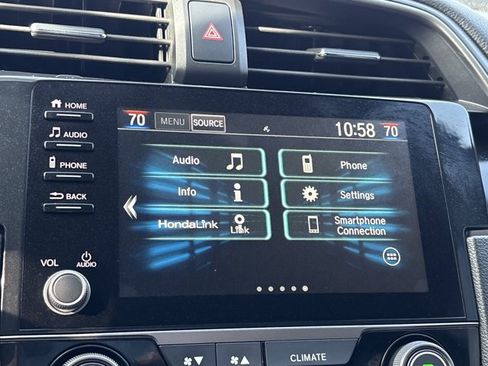 HOME
AUDIO
PHONE
BACK
VOL
AUDIO
70 MENU SOURCE 10:58 70
Audio
Phone
Info
Settings
HondaLink Link
Smartphone
Connection
CLIMATE